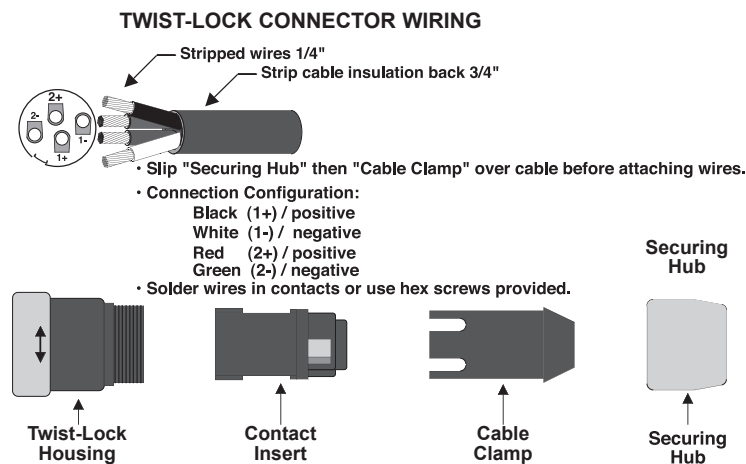 TWIST-LOCK CONNECTOR WIRING
Stripped wires 1/4"
Strip cable insulation back 3/4"
2+
2-
1-
1+
· Slip "Securing Hub" then "Cable Clamp" over cable before attaching wires.
· Connection Configuration:
Black (1+) / positive
White (1-) / negative
Red (2+) / positive
Green (2-) / negative
· Solder wires in contacts or use hex screws provided.
Securing
Hub
Twist-Lock
Housing
Contact
Insert
Cable
Clamp
Securing
Hub